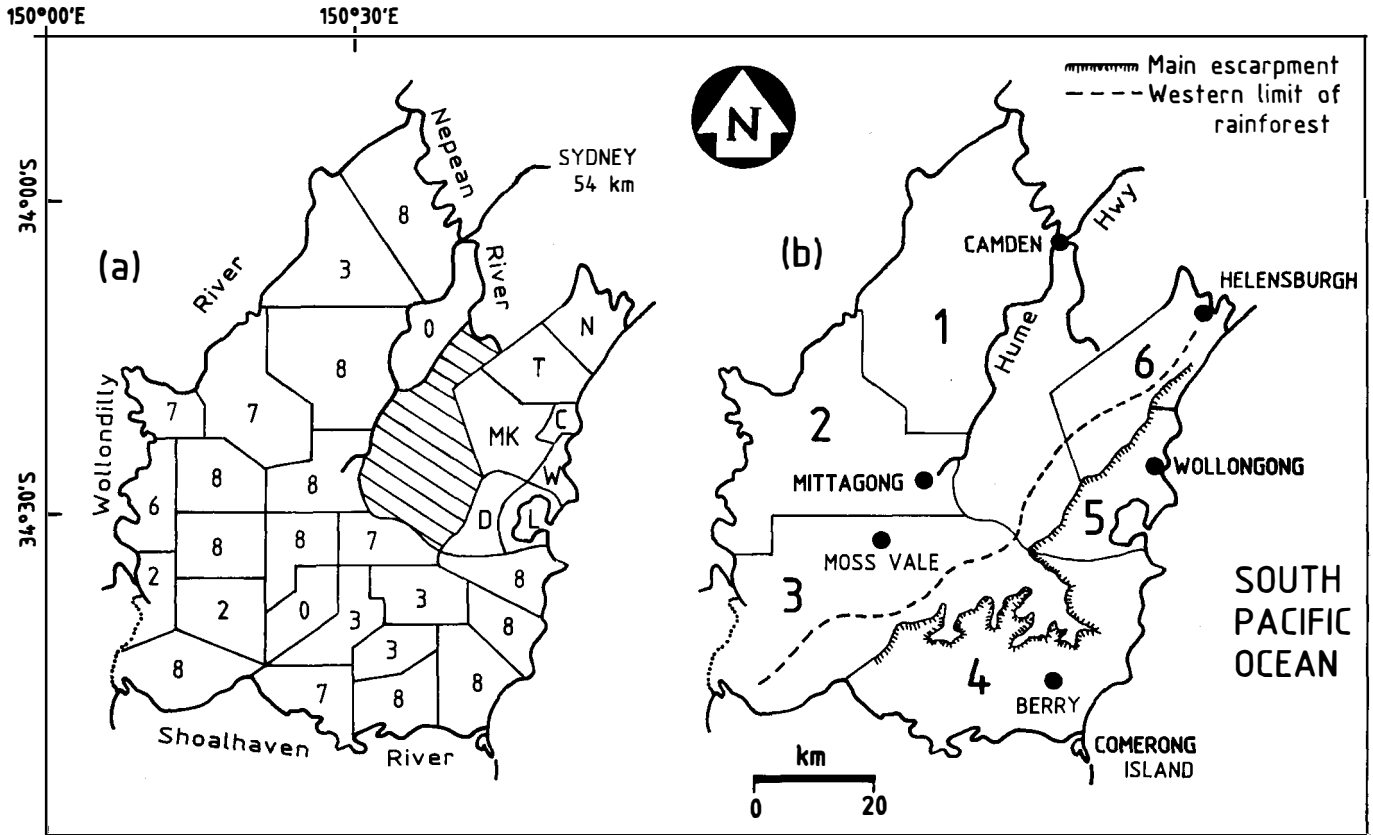 150°00'E
150°30'E
34°00'S
34°30'S
(a)
Nepean
River
SYDNEY
54 km
River
Wollondilly
Shoalhaven
River
8
3
0
8
N
T
7
7
MK
C
8
8
W
6
D
L
8
8
7
2
8
2
0
3
3
8
3
8
8
7
8
N
Main escarpment
Western limit of
rainforest
(b)
CAMDEN
Hwy
Hume
HELENSBURGH
1
6
2
MITTAGONG
WOLLONGONG
5
MOSS VALE
3
4
BERRY
SOUTH
PACIFIC
OCEAN
COMERONG
ISLAND
km
0
20